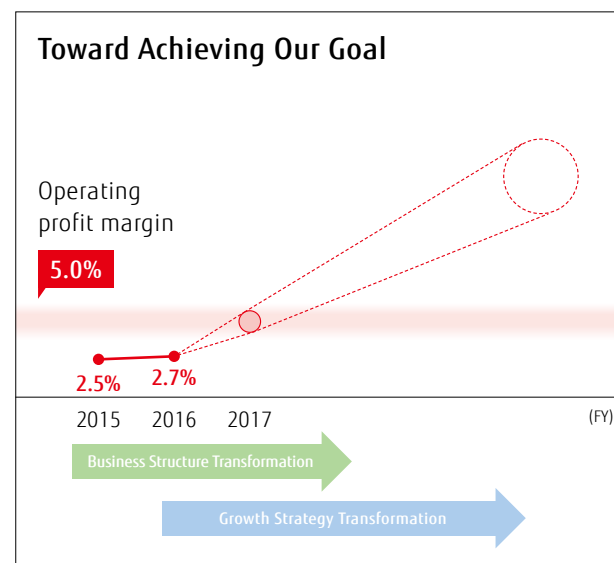 Toward Achieving Our Goal
Operating
profit margin
5.0%
2.5%
2.7%
2015
2016
2017
(FY)
Business Structure Transformation
Growth Strategy Transformation